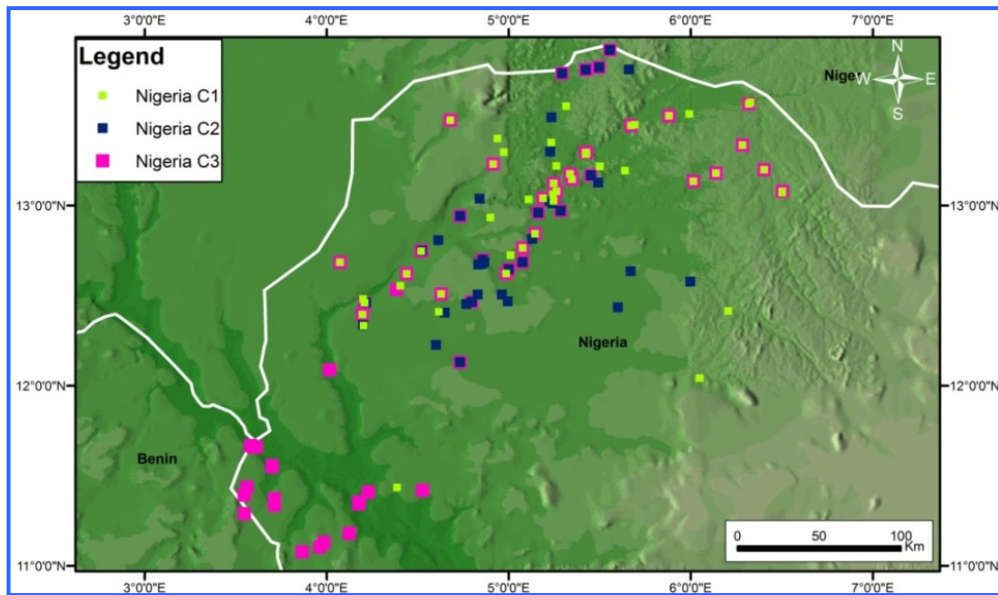 3°0'0"E 4°0'0"E 5°0'0"E 6°0'0"E 7°0'0"E
Legend
Nigeria C1
Nigeria C2
Nigeria C3
N
W E
S
Niger
13°0'0"N 13°0'0"N
Nigeria
12°0'0"N 12°0'0"N
Benin
0 50 100
Km
11°0'0"N 11°0'0"N
3°0'0"E 4°0'0"E 5°0'0"E 6°0'0"E 7°0'0"E